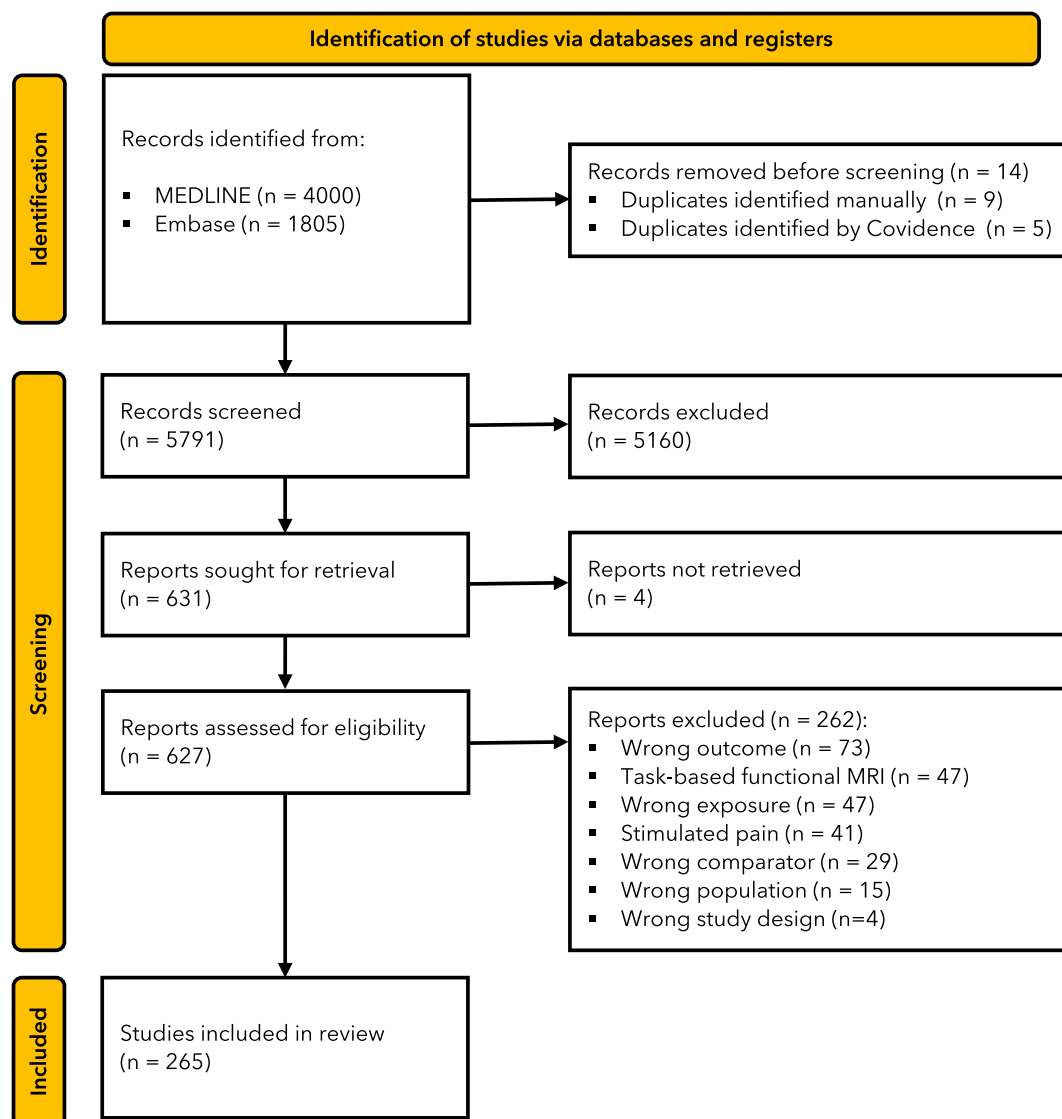 Identification of studies via databases and registers
Identification
Records identified from:
▪ MEDLINE (n = 4000)
▪ Embase (n = 1805)
Records removed before screening (n = 14)
▪ Duplicates identified manually (n = 9)
▪ Duplicates identified by Covidence (n = 5)
Screening
Records screened
(n = 5791)
Records excluded
(n = 5160)
Reports sought for retrieval
(n = 631)
Reports not retrieved
(n = 4)
Reports assessed for eligibility
(n = 627)
Reports excluded (n = 262):
▪ Wrong outcome (n = 73)
▪ Task-based functional MRI (n = 47)
▪ Wrong exposure (n = 47)
▪ Stimulated pain (n = 41)
▪ Wrong comparator (n = 29)
▪ Wrong population (n = 15)
▪ Wrong study design (n=4)
Included
Studies included in review
(n = 265)